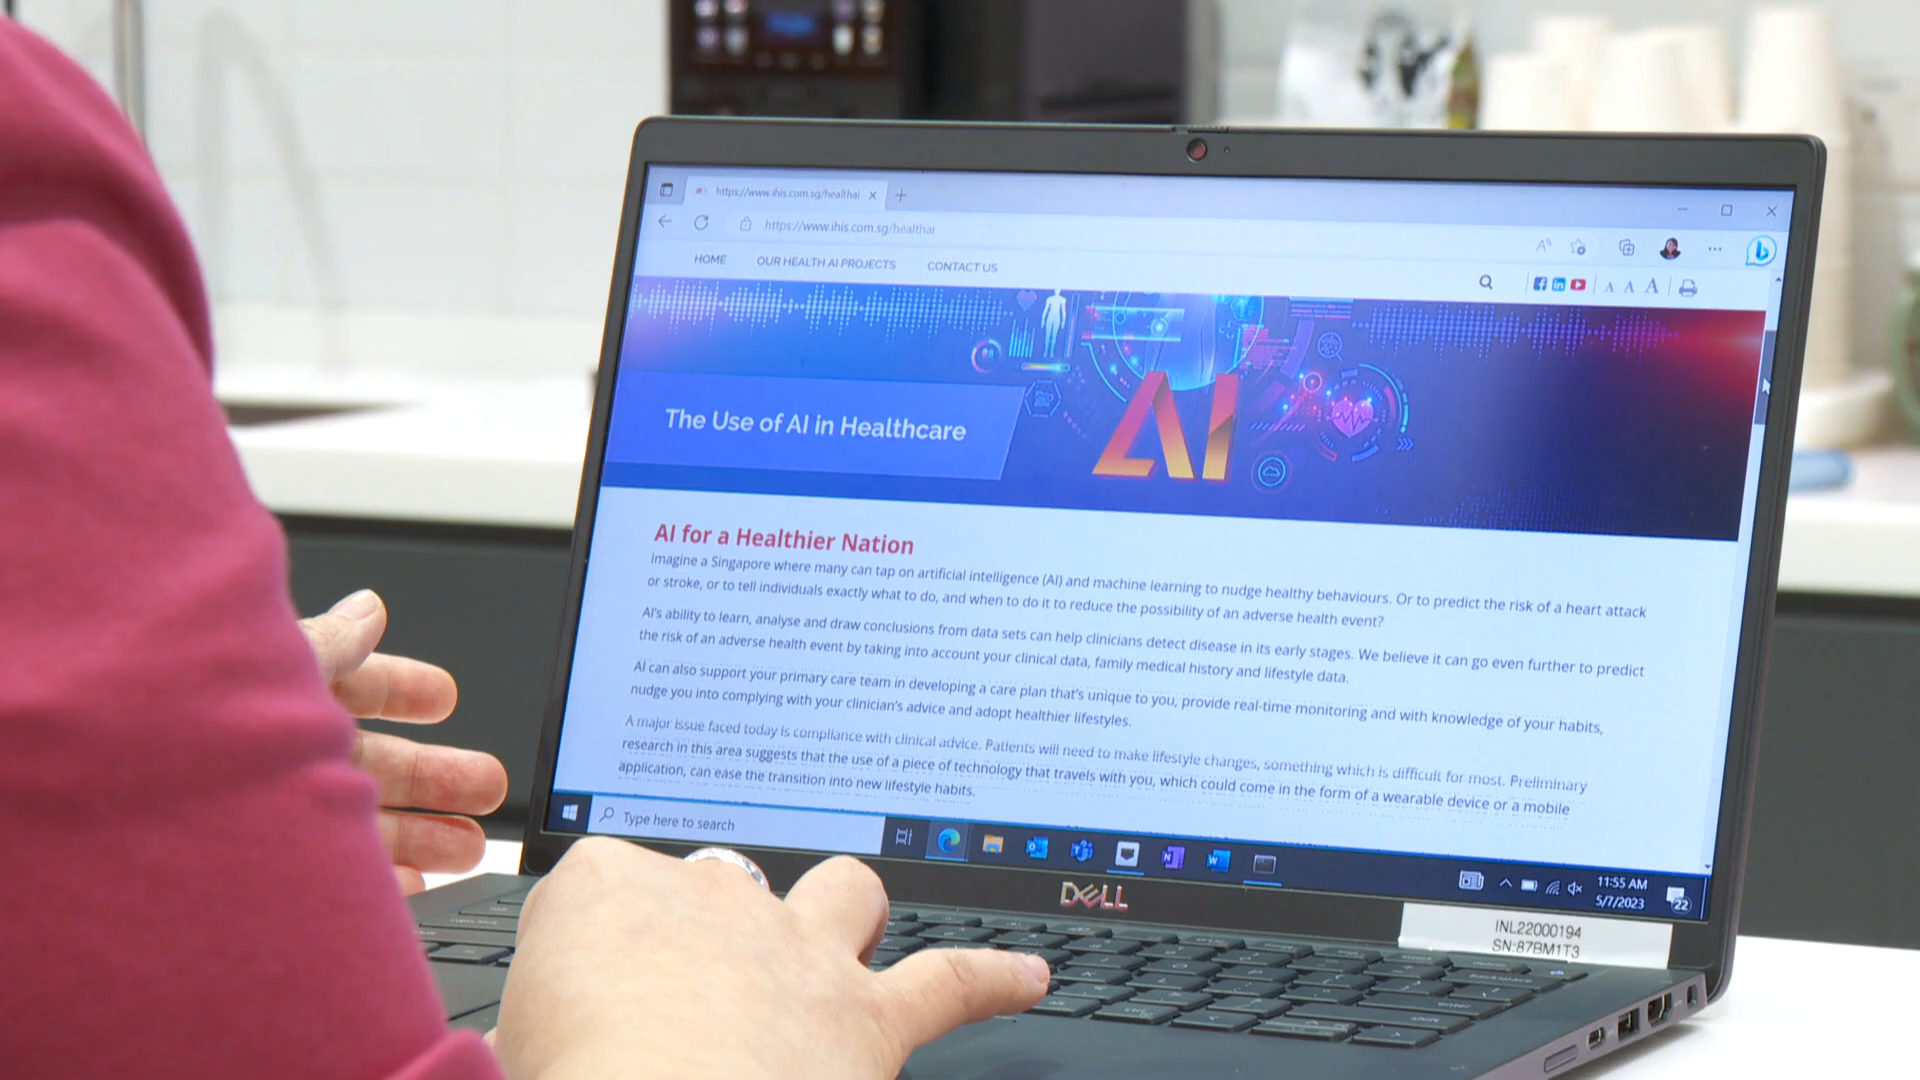 https://www.ihis.com.sg/healthai
https://www.ihis.com.sg/healthai
HOME OUR HEALTH AI PROJECTS CONTACT US
A A A
The Use of AI in Healthcare
AI
AI for a Healthier Nation
Imagine a Singapore where many can tap on artificial intelligence (AI) and machine learning to nudge healthy behaviours. Or to predict the risk of a heart attack
or stroke, or to tell individuals exactly what to do, and when to do it to reduce the possibility of an adverse health event?
AI's ability to learn, analyse and draw conclusions from data sets can help clinicians detect disease in its early stages. We believe it can go even further to predict
the risk of an adverse health event by taking into account your clinical data, family medical history and lifestyle data.
AI can also support your primary care team in developing a care plan that's unique to you, provide real-time monitoring and with knowledge of your habits,
nudge you into complying with your clinician's advice and adopt healthier lifestyles.
A major issue faced today is compliance with clinical advice. Patients will need to make lifestyle changes, something which is difficult for most. Preliminary
research in this area suggests that the use of a piece of technology that travels with you, which could come in the form of a wearable device or a mobile
application, can ease the transition into new lifestyle habits.
Type here to search
11:55 AM
5/7/2023
22
DELL
INL22000194
SN:87BM1T3